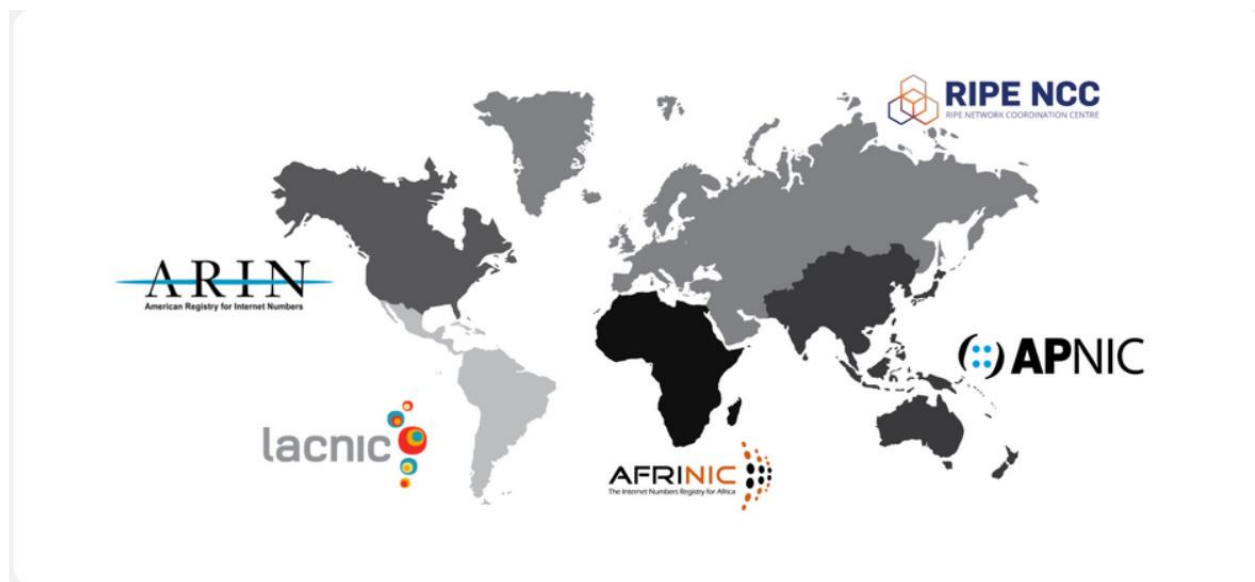 RIPE NCC
RIPE NETWORK COORDINATION CENTRE
ARIN
American Registry for Internet Numbers
APNIC
lacnic
AFRINIC
The Internet Numbers Registry for Africa